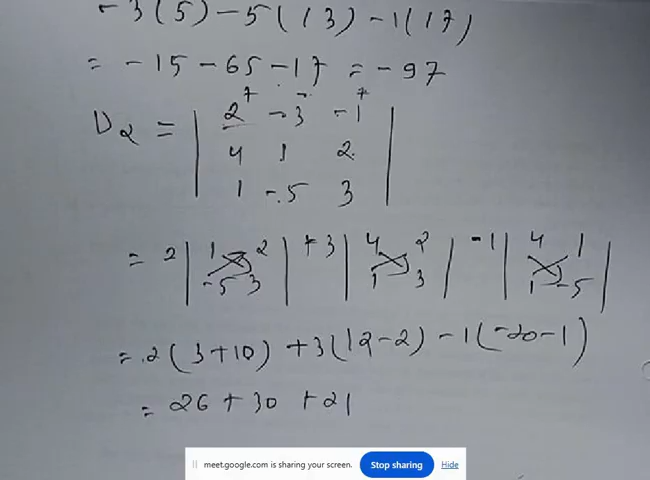 - 3(5) - 5(13) - 1(17)
= - 15 - 65 - 17 = - 97
+ - +
D₂ = | 2 - 3 - 1 |
| 4 1 2 |
| 1 - 5 3 |
= 2 | 1 2 | + 3 | 4 2 | - 1 | 4 1 |
| - 5 3 | | 1 3 | | 1 - 5 |
= 2 ( 3 + 10 ) + 3 ( 12 - 2 ) - 1 ( - 20 - 1 )
= 26 + 30 + 21
meet.google.com is sharing your screen. Stop sharing Hide